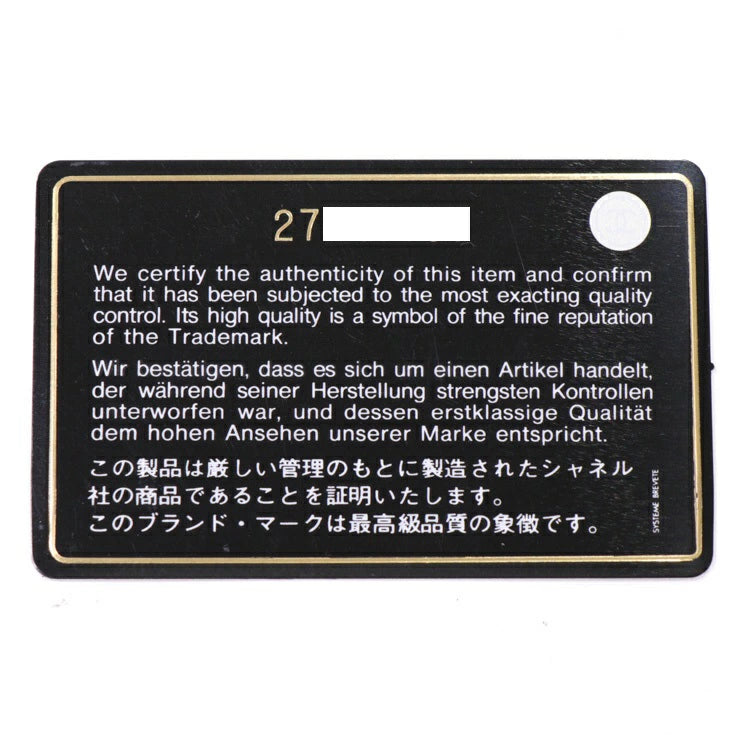 27
We certify the authenticity of this item and confirm
that it has been subjected to the most exacting quality
control. Its high quality is a symbol of the fine reputation
of the Trademark.
Wir bestätigen, dass es sich um einen Artikel handelt,
der während seiner Herstellung strengsten Kontrollen
unterworfen war, und dessen erstklassige Qualität
dem hohen Ansehen unserer Marke entspricht.
この製品は厳しい管理のもとに製造されたシャネル
社の商品であることを証明いたします。
このブランド・マークは最高級品質の象徴です。
SYSTEME BREVETE